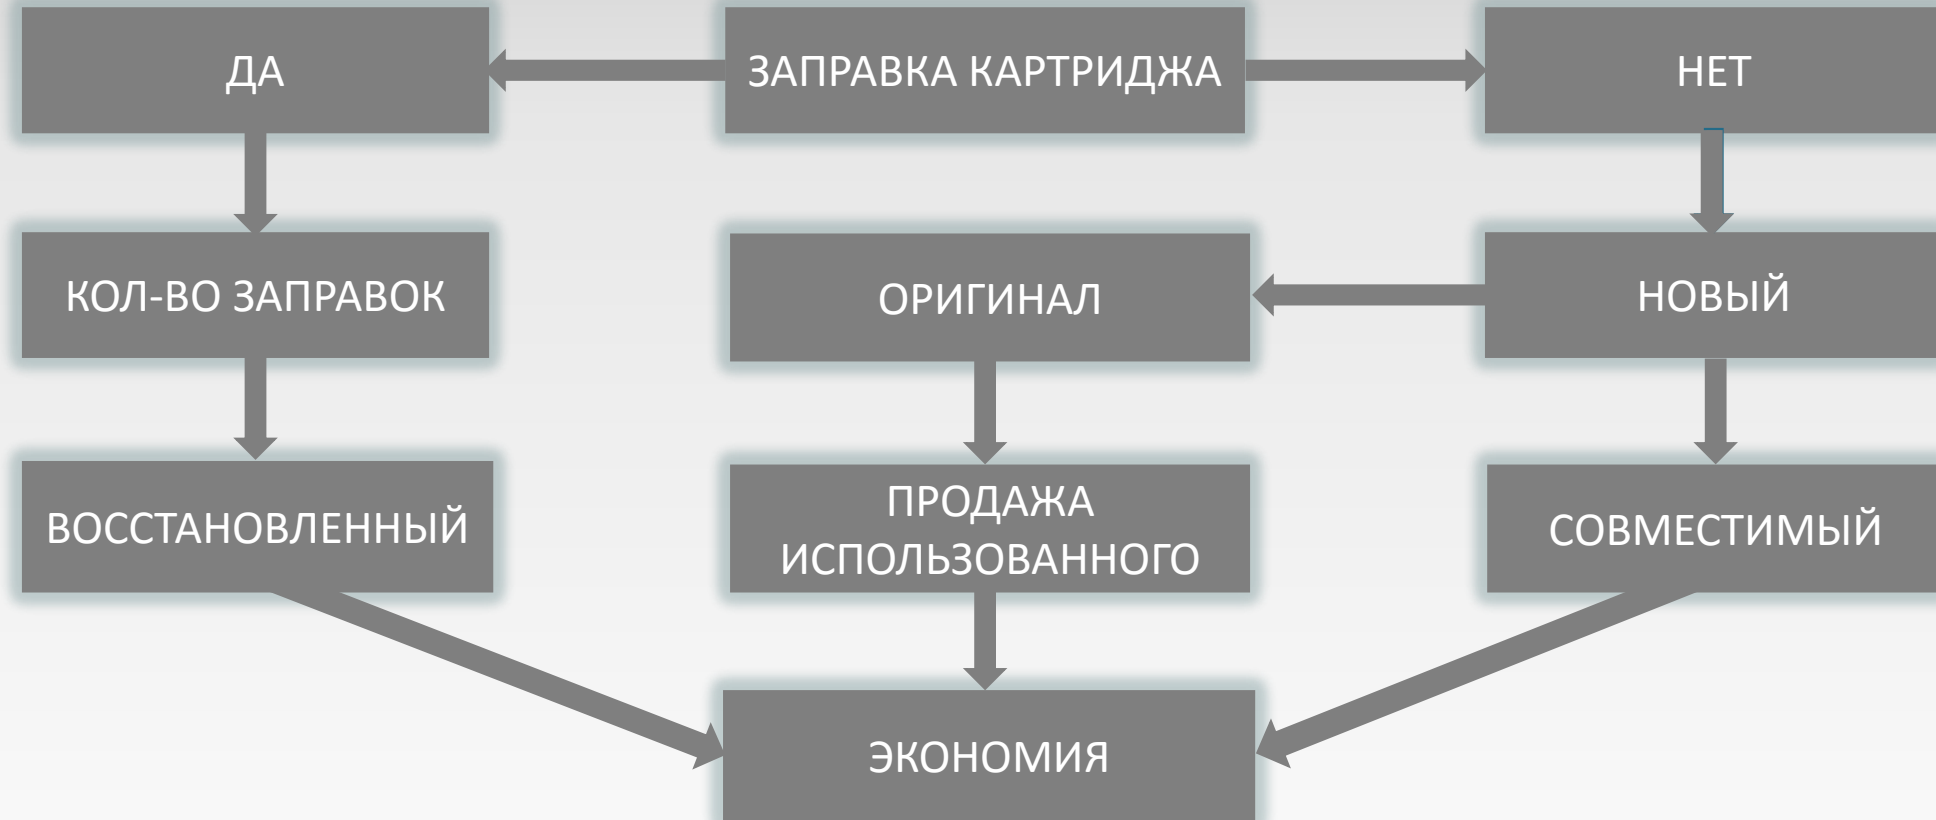 ДА
ЗАПРАВКА КАРТРИДЖА
НЕТ
КОЛ-ВО ЗАПРАВОК
ОРИГИНАЛ
НОВЫЙ
ВОССТАНОВЛЕННЫЙ
ПРОДАЖА
ИСПОЛЬЗОВАННОГО
СОВМЕСТИМЫЙ
ЭКОНОМИЯ